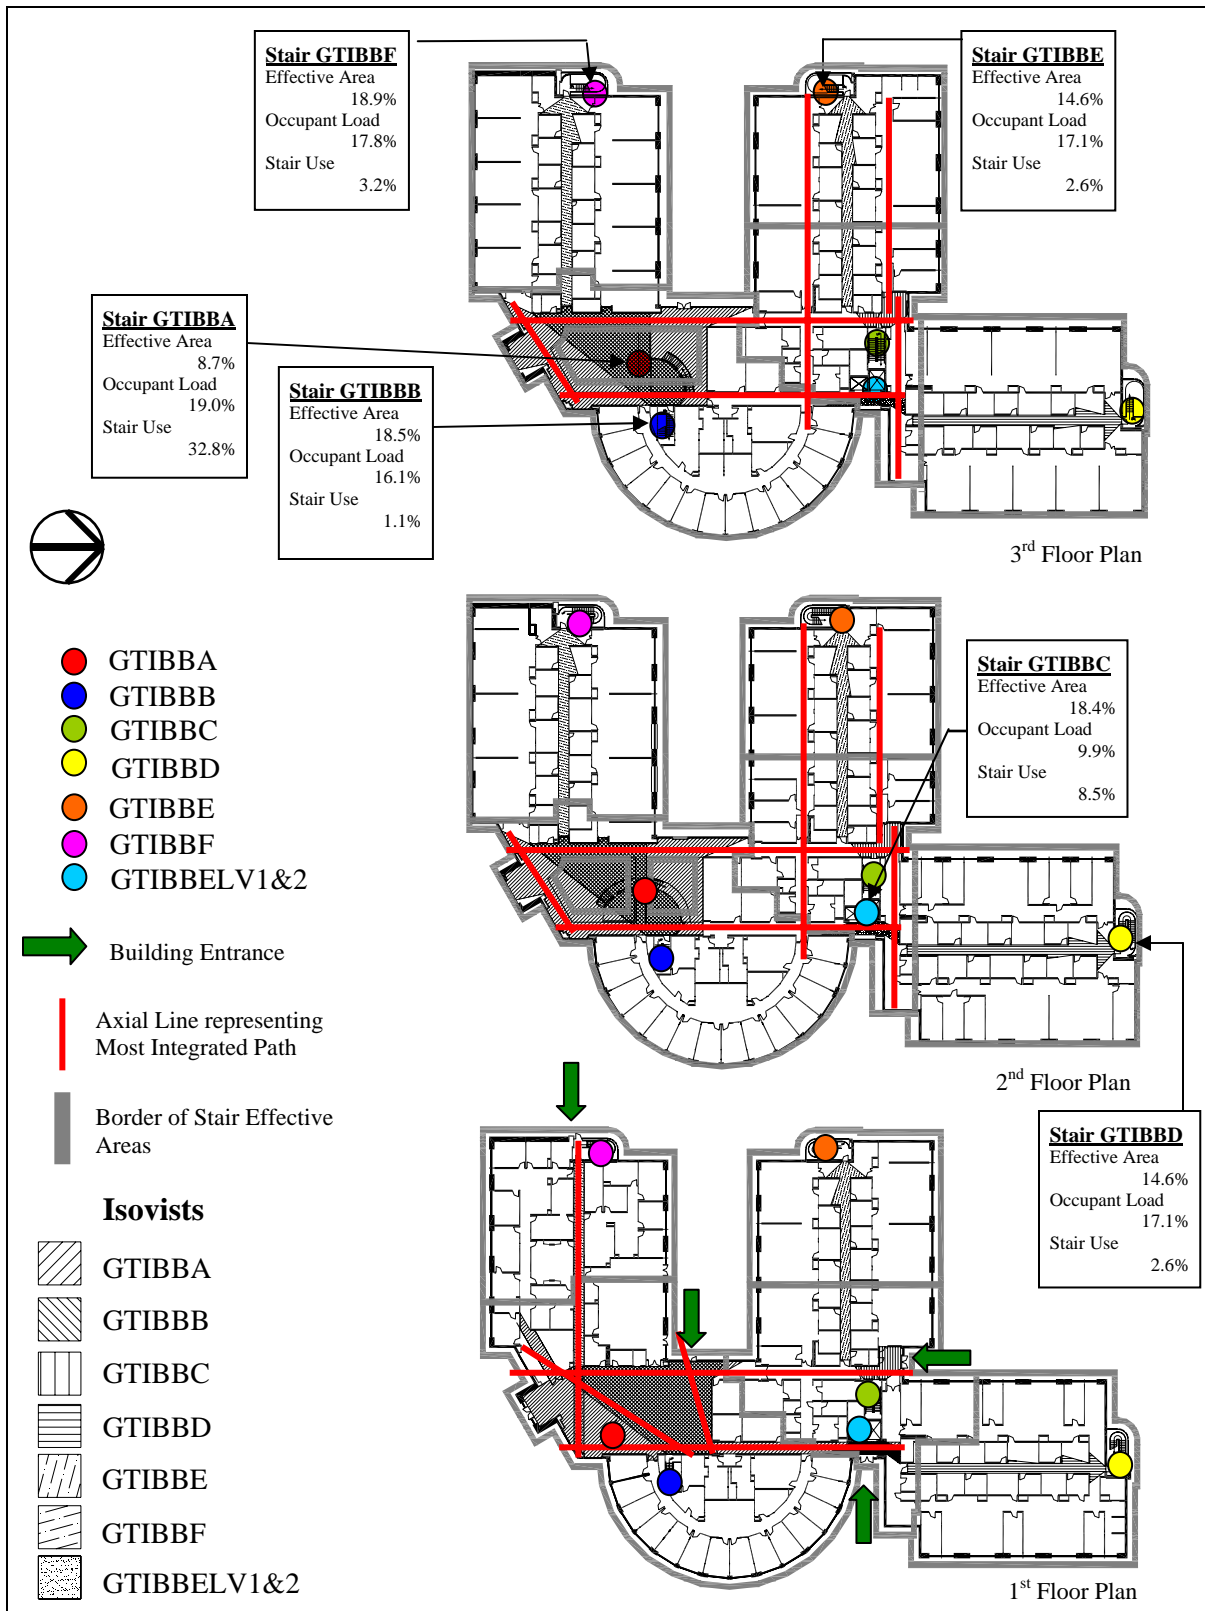 Stair GTIBBF
Effective Area
18.9%
Occupant Load
17.8%
Stair Use
3.2%
Stair GTIBBE
Effective Area
14.6%
Occupant Load
17.1%
Stair Use
2.6%
Stair GTIBBA
Effective Area
8.7%
Occupant Load
19.0%
Stair Use
32.8%
Stair GTIBBB
Effective Area
18.5%
Occupant Load
16.1%
Stair Use
1.1%
3rd Floor Plan
GTIBBA
GTIBBB
GTIBBC
GTIBBD
GTIBBE
GTIBBF
GTIBBELV1&2
Building Entrance
Axial Line representing
Most Integrated Path
Border of Stair Effective
Areas
Stair GTIBBC
Effective Area
18.4%
Occupant Load
9.9%
Stair Use
8.5%
2nd Floor Plan
Stair GTIBBD
Effective Area
14.6%
Occupant Load
17.1%
Stair Use
2.6%
Isovists
GTIBBA
GTIBBB
GTIBBC
GTIBBD
GTIBBE
GTIBBF
GTIBBELV1&2
1st Floor Plan